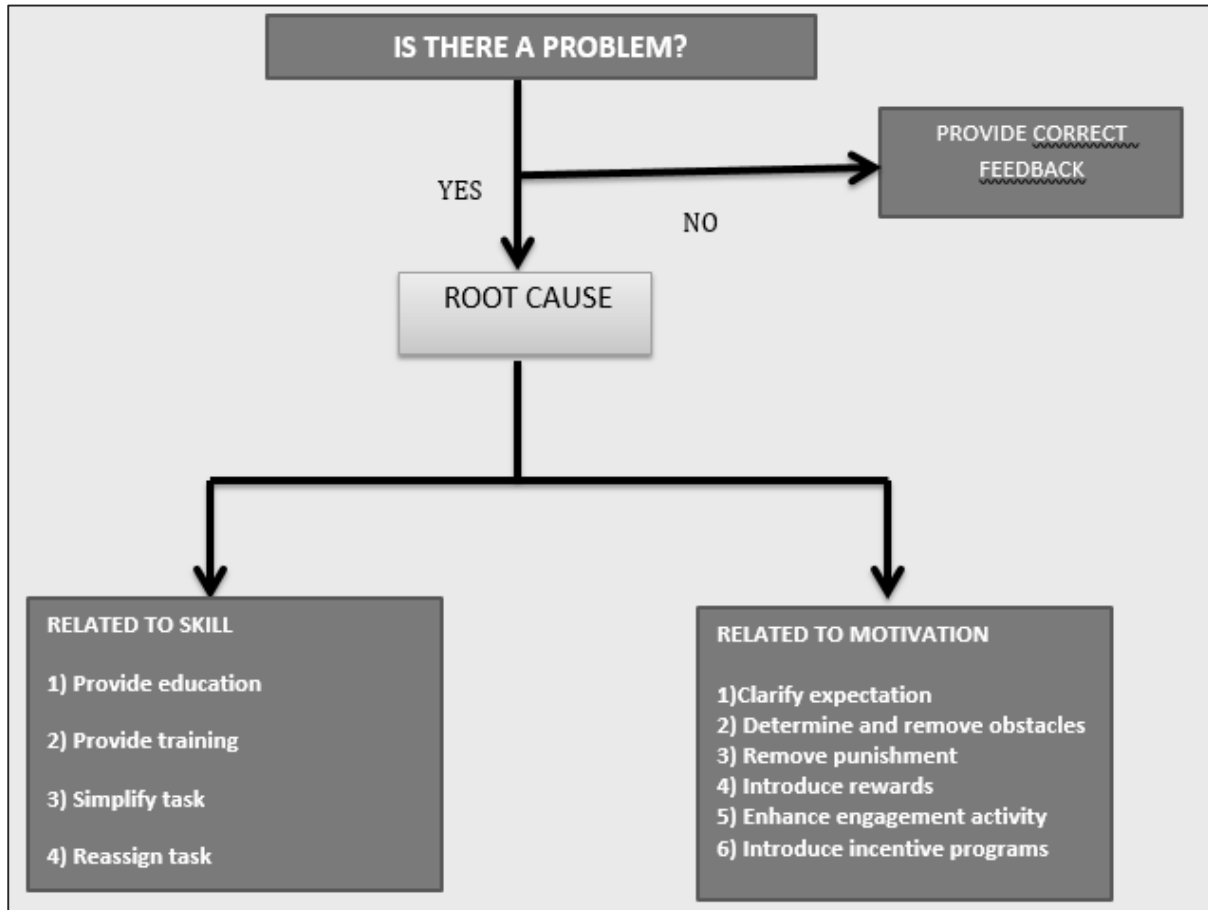 IS THERE A PROBLEM?
PROVIDE CORRECT
FEEDBACK
YES
NO
ROOT CAUSE
RELATED TO SKILL
1) Provide education
2) Provide training
3) Simplify task
4) Reassign task
RELATED TO MOTIVATION
1)Clarify expectation
2) Determine and remove obstacles
3) Remove punishment
4) Introduce rewards
5) Enhance engagement activity
6) Introduce incentive programs